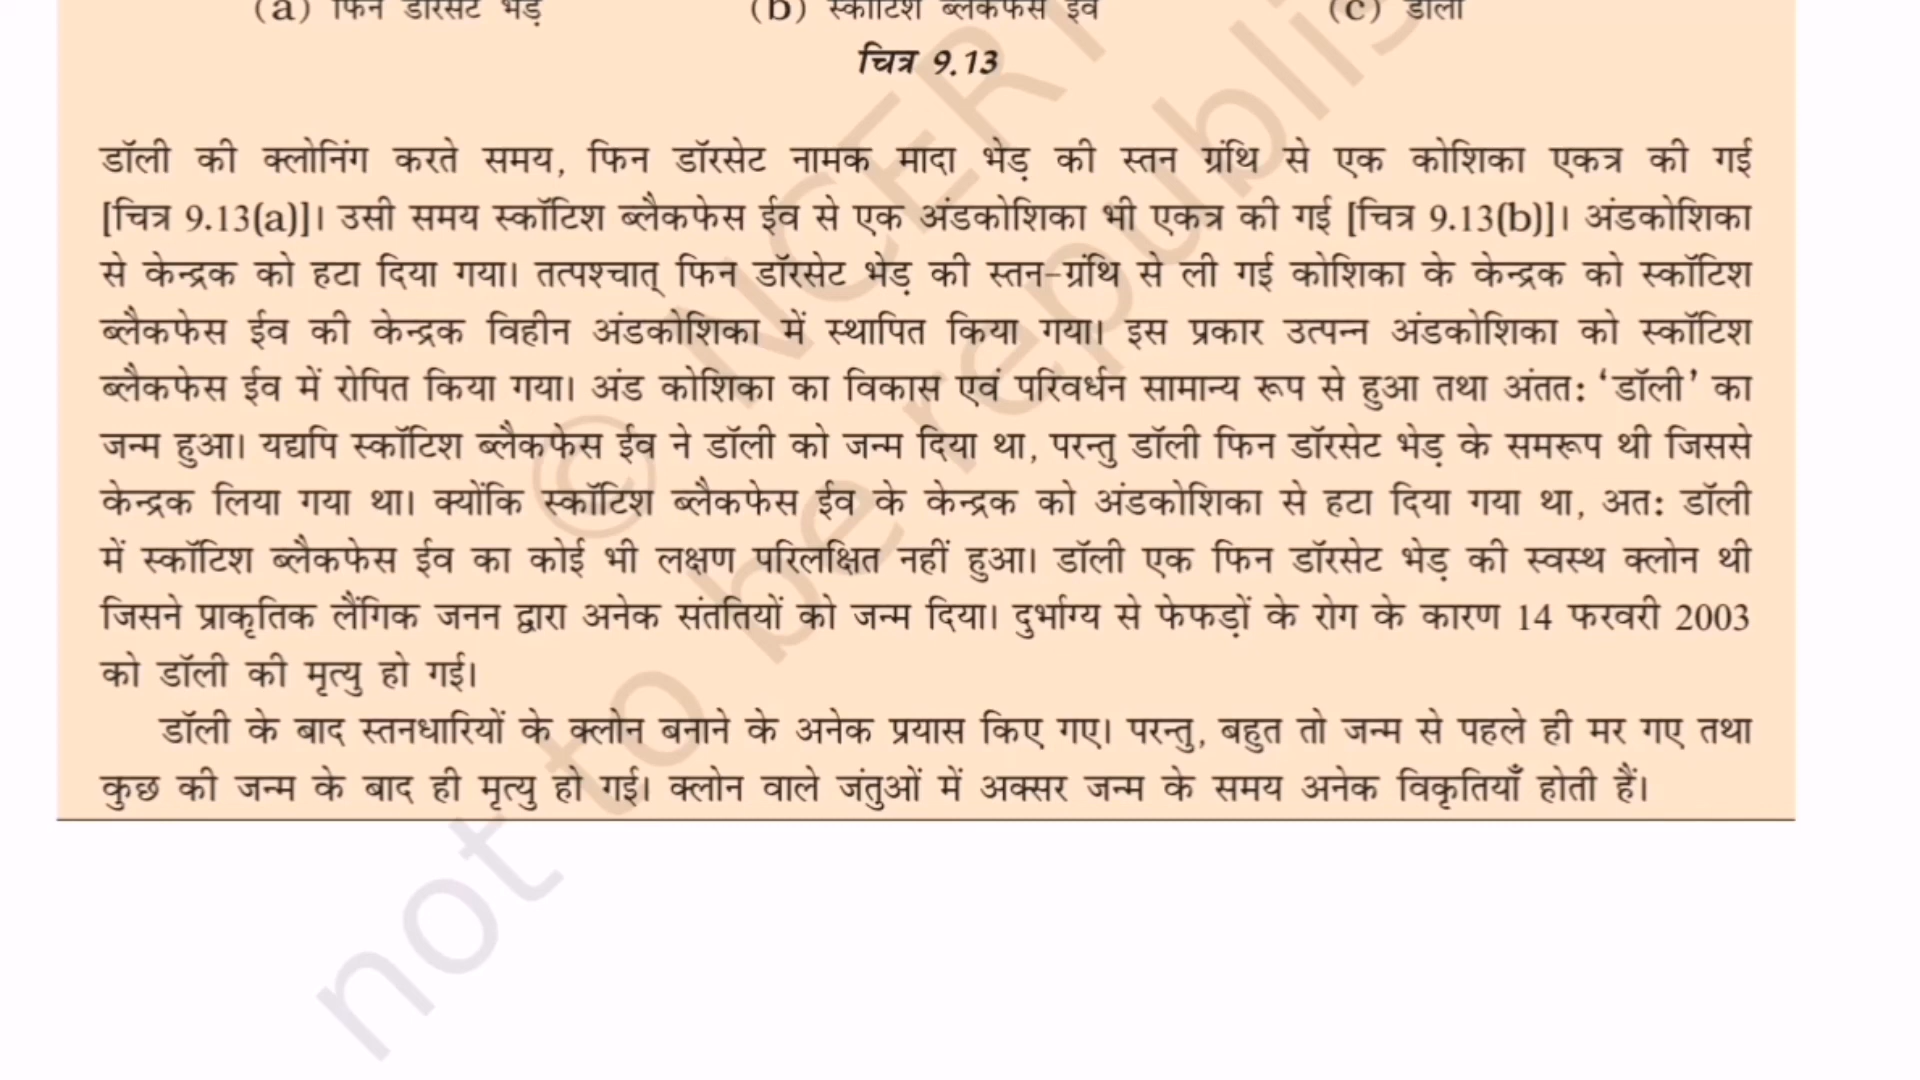 (a) फिन डॉरसेट भेड़ (b) स्कॉटिश ब्लैकफेस ईव (c) डॉली
चित्र 9.13
डॉली की क्लोनिंग करते समय, फिन डॉरसेट नामक मादा भेड़ की स्तन ग्रंथि से एक कोशिका एकत्र की गई
[चित्र 9.13(a)]। उसी समय स्कॉटिश ब्लैकफेस ईव से एक अंडकोशिका भी एकत्र की गई [चित्र 9.13(b)]। अंडकोशिका
से केन्द्रक को हटा दिया गया। तत्पश्चात् फिन डॉरसेट भेड़ की स्तन-ग्रंथि से ली गई कोशिका के केन्द्रक को स्कॉटिश
ब्लैकफेस ईव की केन्द्रक विहीन अंडकोशिका में स्थापित किया गया। इस प्रकार उत्पन्न अंडकोशिका को स्कॉटिश
ब्लैकफेस ईव में रोपित किया गया। अंड कोशिका का विकास एवं परिवर्धन सामान्य रूप से हुआ तथा अंतत: ‘डॉली’ का
जन्म हुआ। यद्यपि स्कॉटिश ब्लैकफेस ईव ने डॉली को जन्म दिया था, परन्तु डॉली फिन डॉरसेट भेड़ के समरूप थी जिससे
केन्द्रक लिया गया था। क्योंकि स्कॉटिश ब्लैकफेस ईव के केन्द्रक को अंडकोशिका से हटा दिया गया था, अत: डॉली
में स्कॉटिश ब्लैकफेस ईव का कोई भी लक्षण परिलक्षित नहीं हुआ। डॉली एक फिन डॉरसेट भेड़ की स्वस्थ क्लोन थी
जिसने प्राकृतिक लैंगिक जनन द्वारा अनेक संततियों को जन्म दिया। दुर्भाग्य से फेफड़ों के रोग के कारण 14 फरवरी 2003
को डॉली की मृत्यु हो गई।
डॉली के बाद स्तनधारियों के क्लोन बनाने के अनेक प्रयास किए गए। परन्तु, बहुत तो जन्म से पहले ही मर गए तथा
कुछ की जन्म के बाद ही मृत्यु हो गई। क्लोन वाले जंतुओं में अक्सर जन्म के समय अनेक विकृतियाँ होती हैं।
© NCERT
not to be republis